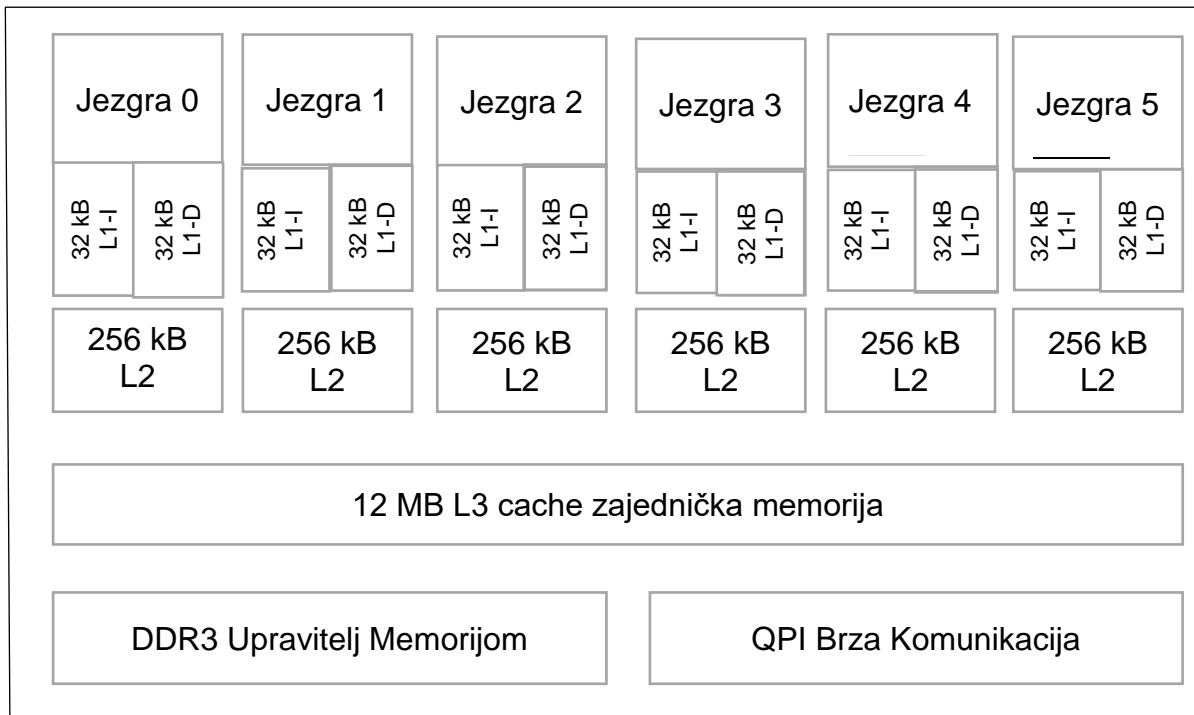 Jezgra 0
Jezgra 1
Jezgra 2
Jezgra 3
Jezgra 4
Jezgra 5
32 kB
L1-I
32 kB
L1-D
32 kB
L1-I
32 kB
L1-D
32 kB
L1-I
32 kB
L1-D
32 kB
L1-I
32 kB
L1-D
32 kB
L1-I
32 kB
L1-D
32 kB
L1-I
32 kB
L1-D
256 kB
L2
256 kB
L2
256 kB
L2
256 kB
L2
256 kB
L2
256 kB
L2
12 MB L3 cache zajednička memorija
DDR3 Upravitelj Memorijom
QPI Brza Komunikacija